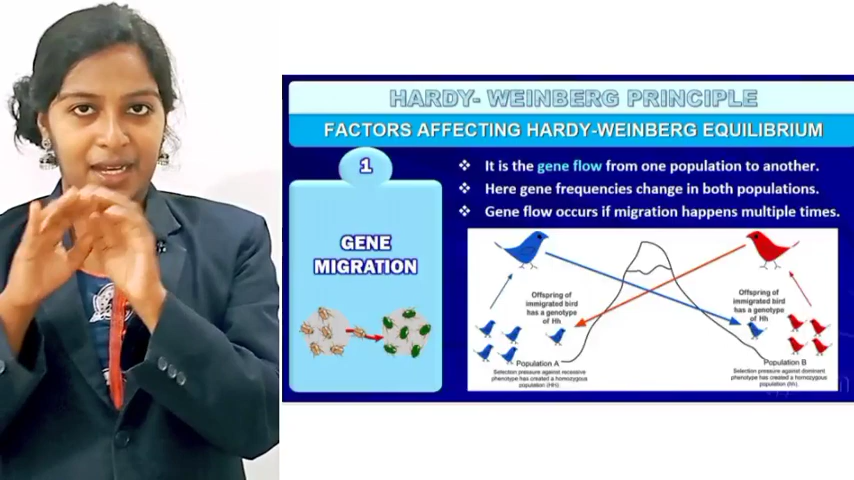 HARDY- WEINBERG PRINCIPLE
FACTORS AFFECTING HARDY-WEINBERG EQUILIBRIUM
1
GENE
MIGRATION
❖ It is the gene flow from one population to another.
❖ Here gene frequencies change in both populations.
❖ Gene flow occurs if migration happens multiple times.
Offspring of
immigrated bird
has a genotype
of Hh
Offspring of
immigrated bird
has a genotype
of Hh
Population A
Selection pressure against recessive
phenotype has created a homozygous
population (HH)
Population B
Selection pressure against dominant
phenotype has created a homozygous
population (hh)